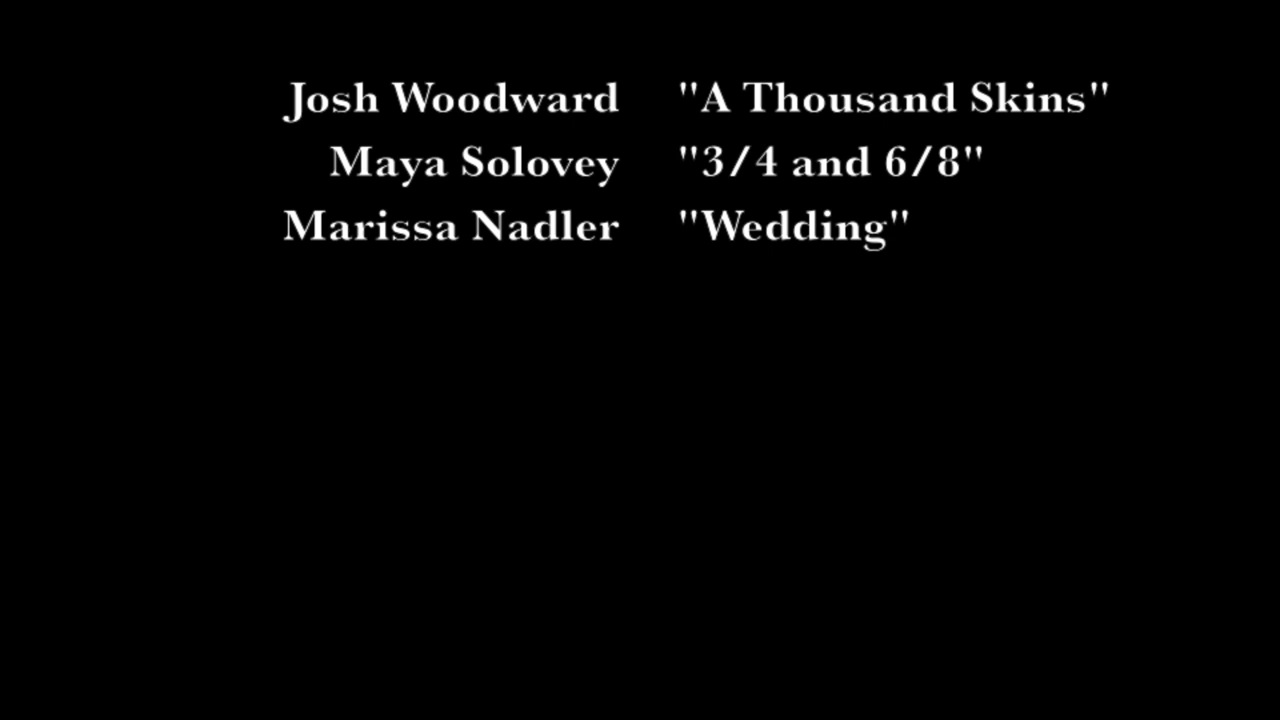 Josh Woodward "A Thousand Skins"
Maya Solovey "3/4 and 6/8"
Marissa Nadler "Wedding"